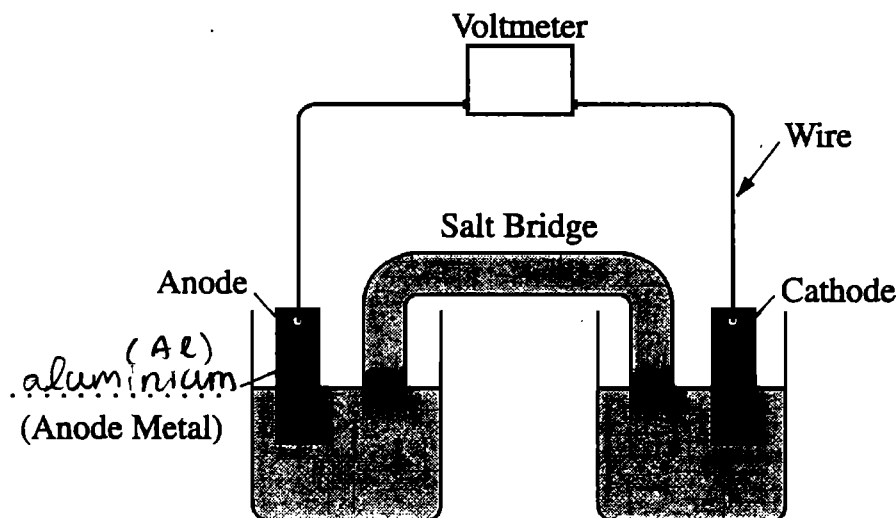 Voltmeter
Wire
Salt Bridge
Anode
Cathode
(Al)
aluminium
(Anode Metal)